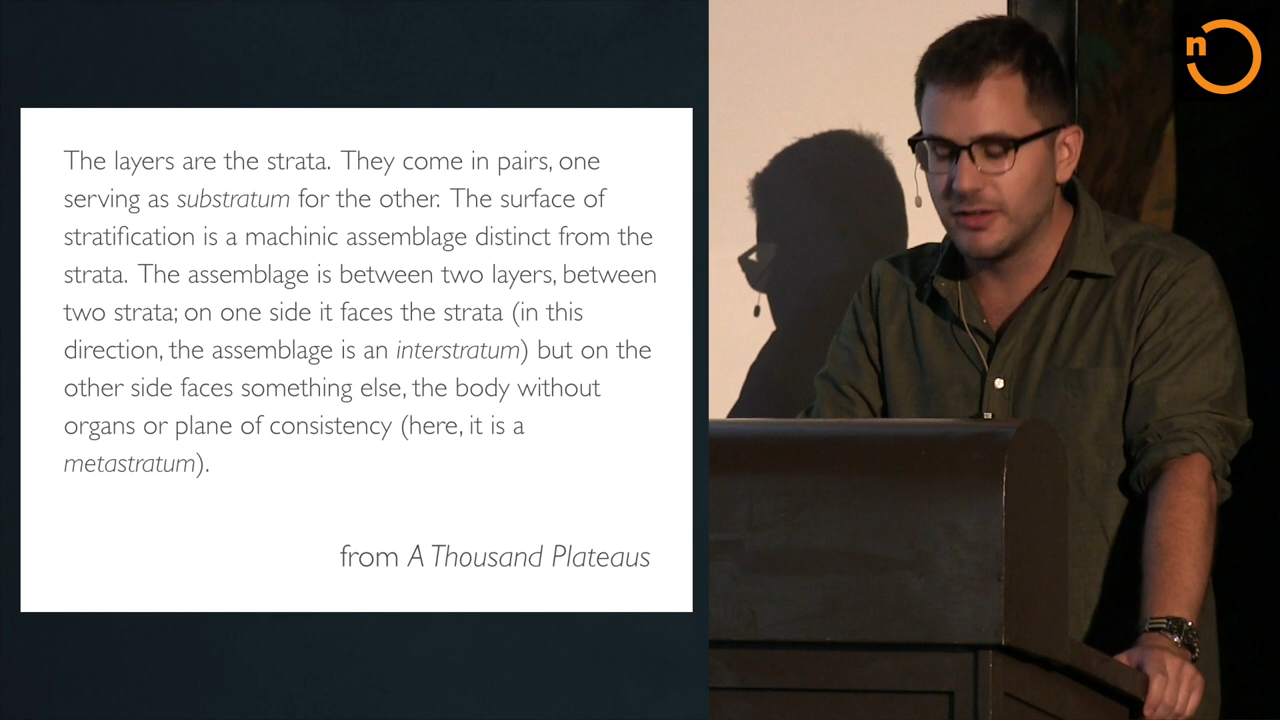 The layers are the strata. They come in pairs, one
serving as substratum for the other. The surface of
stratification is a machinic assemblage distinct from the
strata. The assemblage is between two layers, between
two strata; on one side it faces the strata (in this
direction, the assemblage is an interstratum) but on the
other side faces something else, the body without
organs or plane of consistency (here, it is a
metastratum).
from A Thousand Plateaus
n